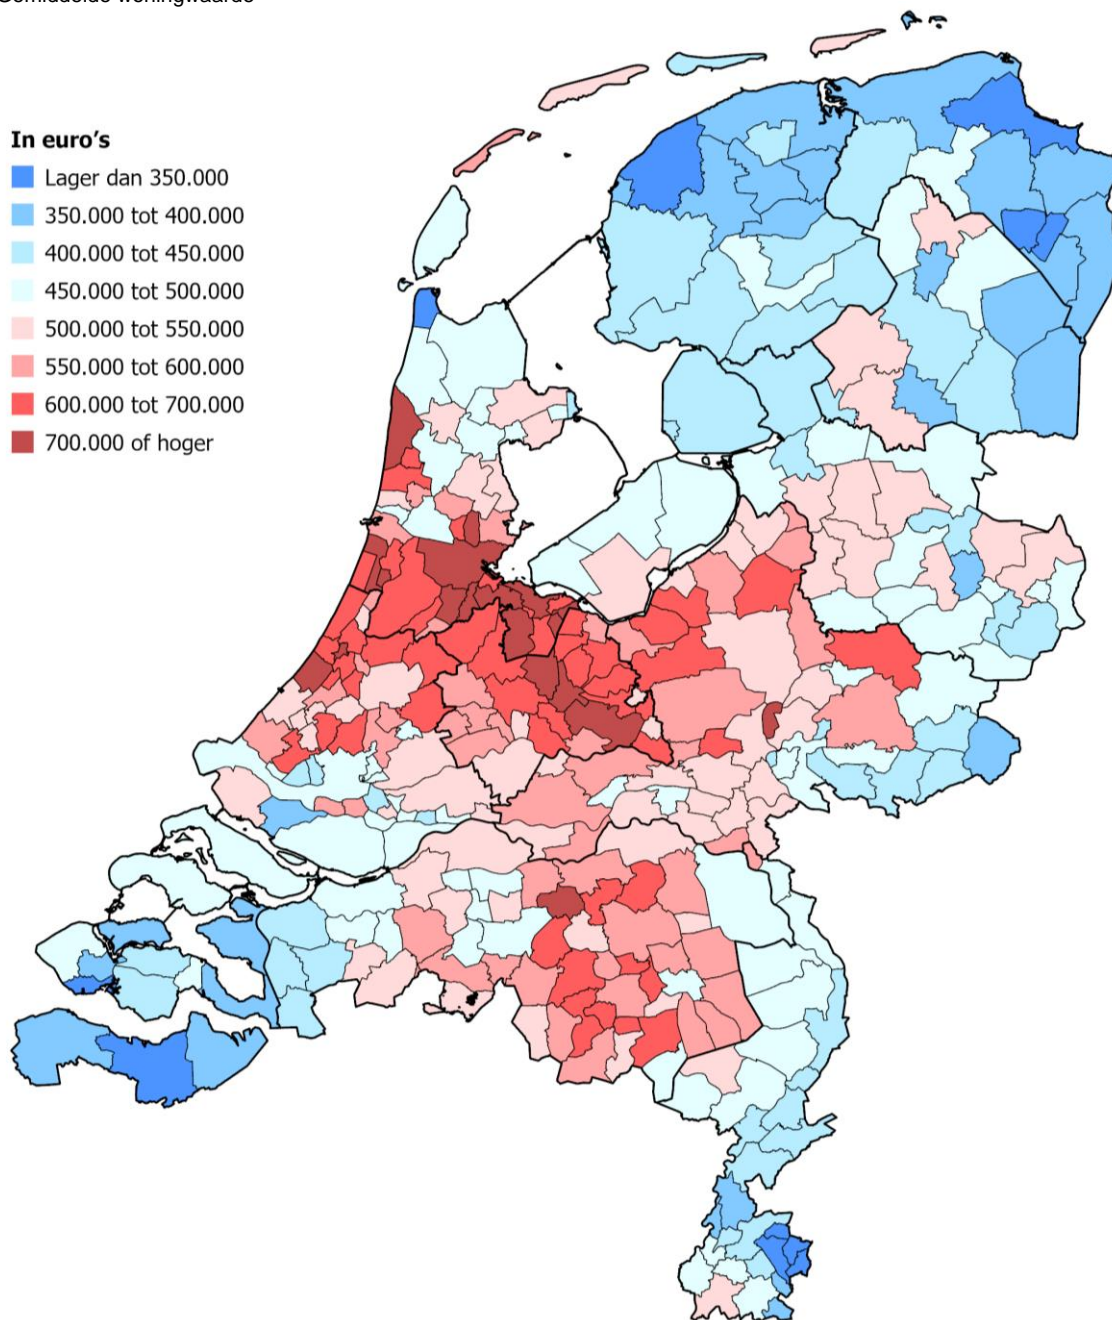 Gemiddelde woningwaarde
In euro's
Lager dan 350.000
350.000 tot 400.000
400.000 tot 450.000
450.000 tot 500.000
500.000 tot 550.000
550.000 tot 600.000
600.000 tot 700.000
700.000 of hoger